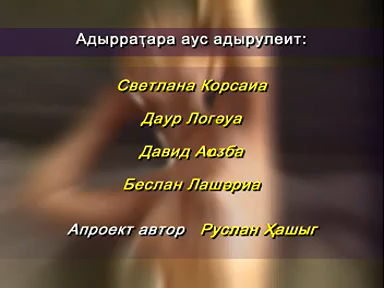 Адырраҭара аус адырулеит:
Светлана Корсаиа
Даур Логәуа
Давид Аҩзба
Беслан Лашәриа
Апроект автор Руслан Ҳашыг